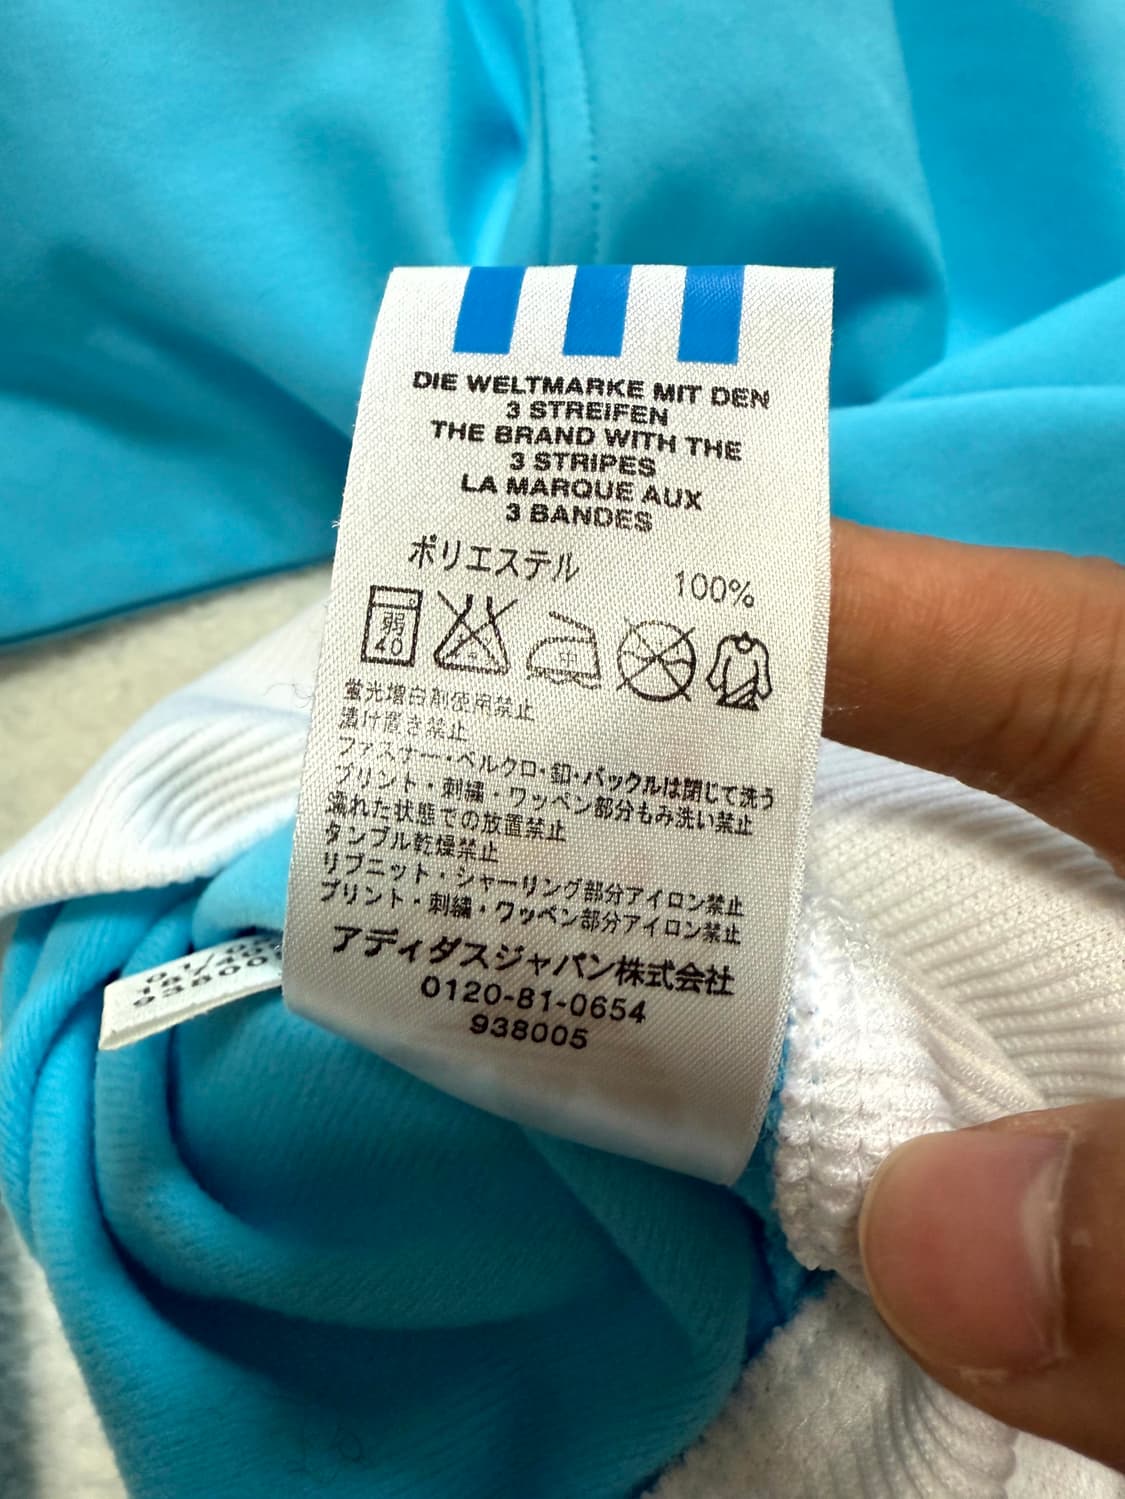 DIE WELTMARKE MIT DEN
3 STREIFEN
THE BRAND WITH THE
3 STRIPES
LA MARQUE AUX
3 BANDES
ポリエステル 100%
弱
40
中
蛍光増白剤使用禁止
漬け置き禁止
ファスナー・ベルクロ・釦・バックルは閉じて洗う
プリント・刺繍・ワッペン部分もみ洗い禁止
濡れた状態での放置禁止
タンブル乾燥禁止
リブニット・シャーリング部分アイロン禁止
プリント・刺繍・ワッペン部分アイロン禁止
アディダスジャパン株式会社
0120-81-0654
938005